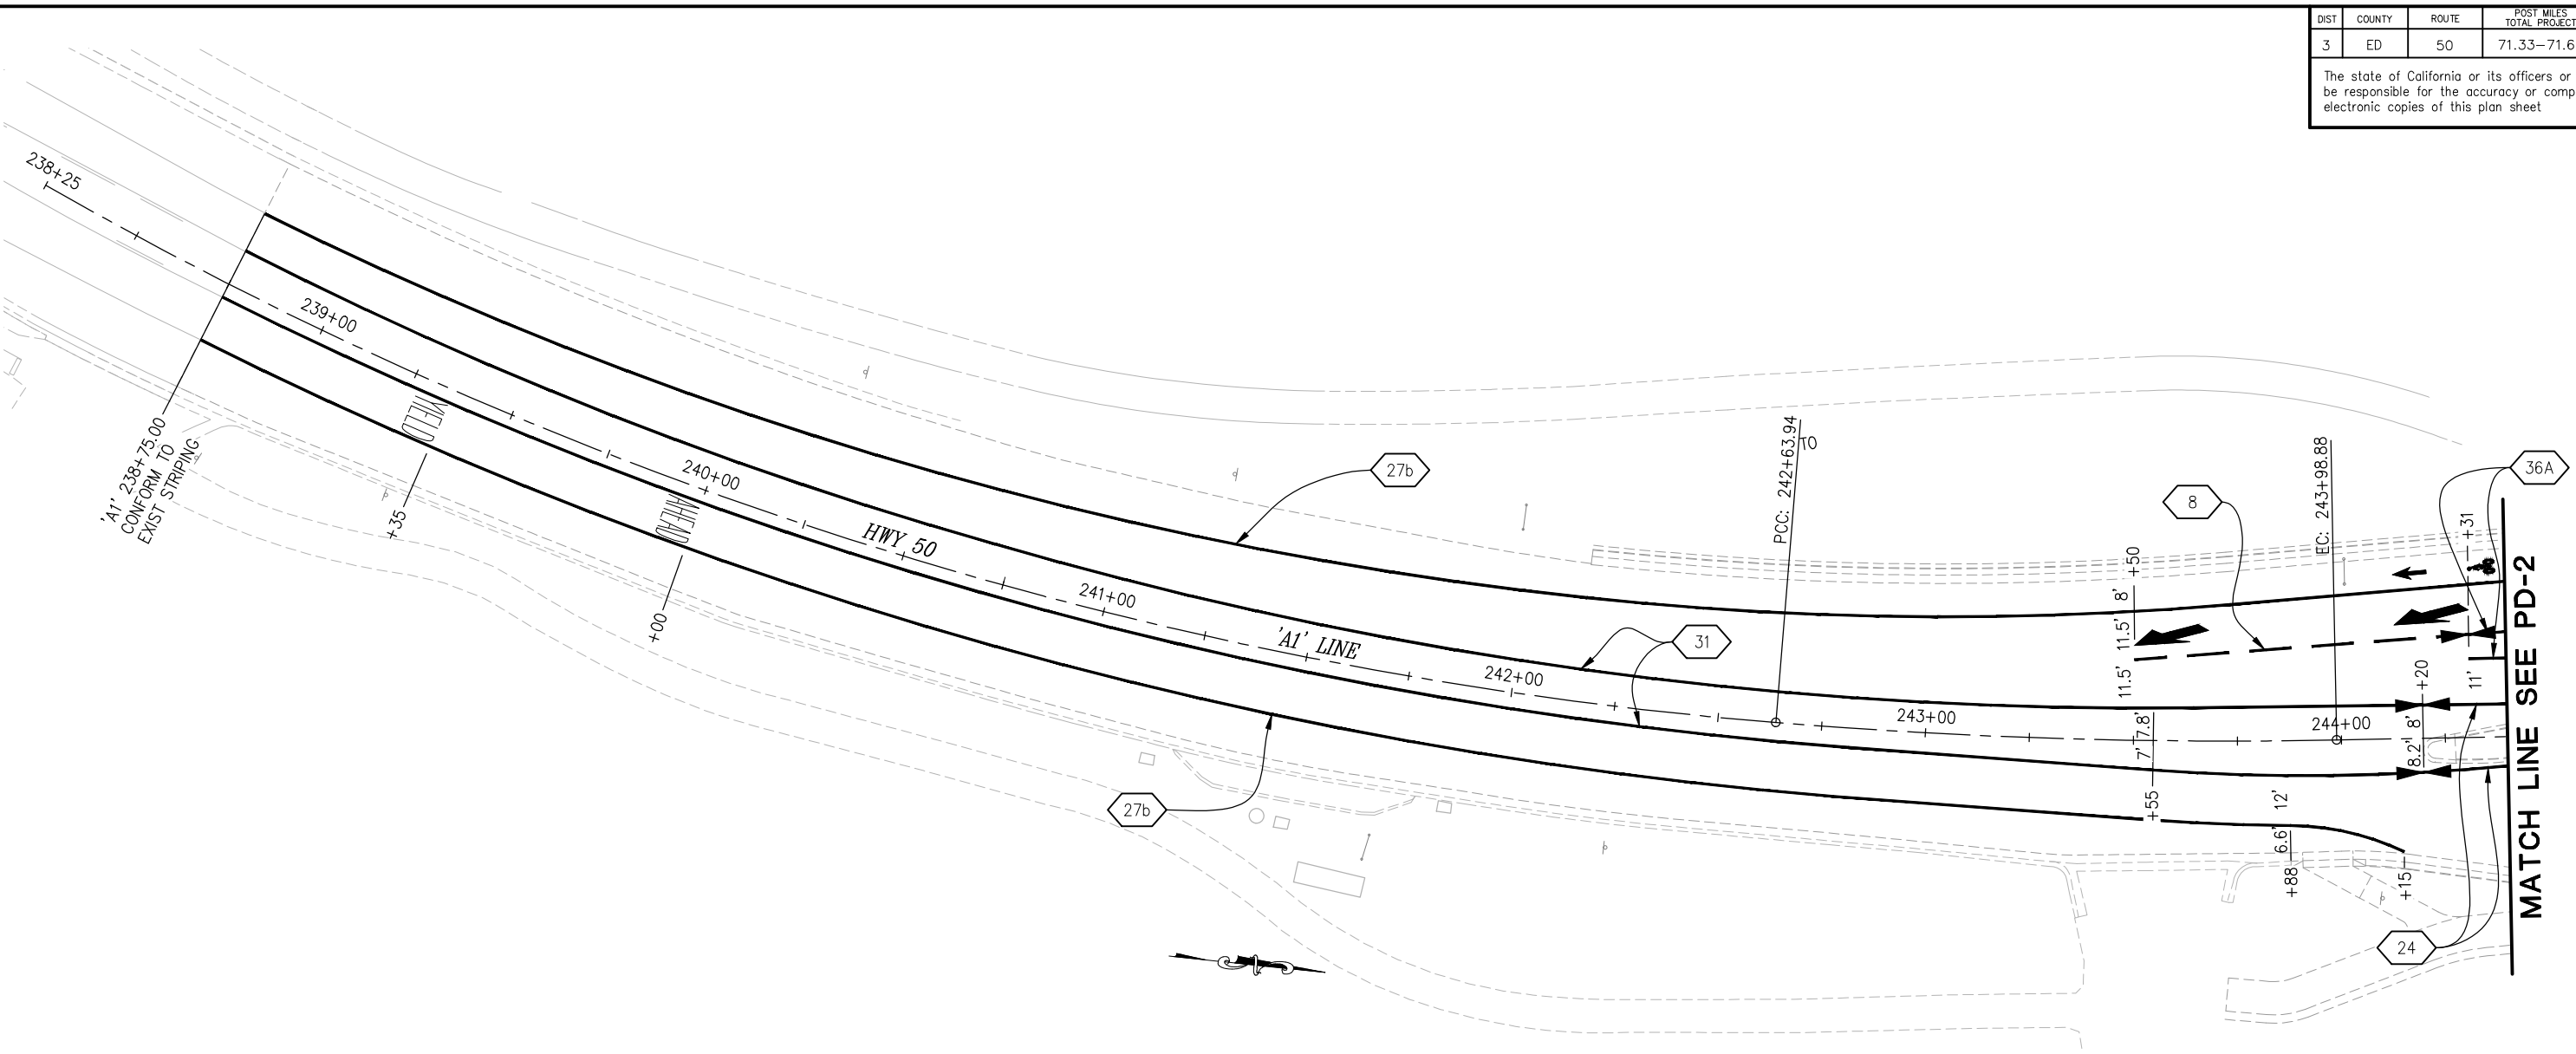 DIST COUNTY ROUTE POST MILES TOTAL PROJECT
3 ED 50 71.33-71.6
The state of California or its officers or
be responsible for the accuracy or comp
electronic copies of this plan sheet
238+25
239+00
'A1' 238+75.00
CONFORM TO
EXIST STRIPING
YIELD
+35
240+00
AHEAD
+00
HWY 50
241+00
'A1' LINE
27b
27b
242+00
31
PCC: 242+63.94
TO
243+00
8
EC: 243+98.88
244+00
36A
+31
+50
8'
11.5'
11.5'
11'
+20
8'
8.2'
7.8'
7'
+55
12'
6.6'
+88
+15
24
MATCH LINE SEE PD-2